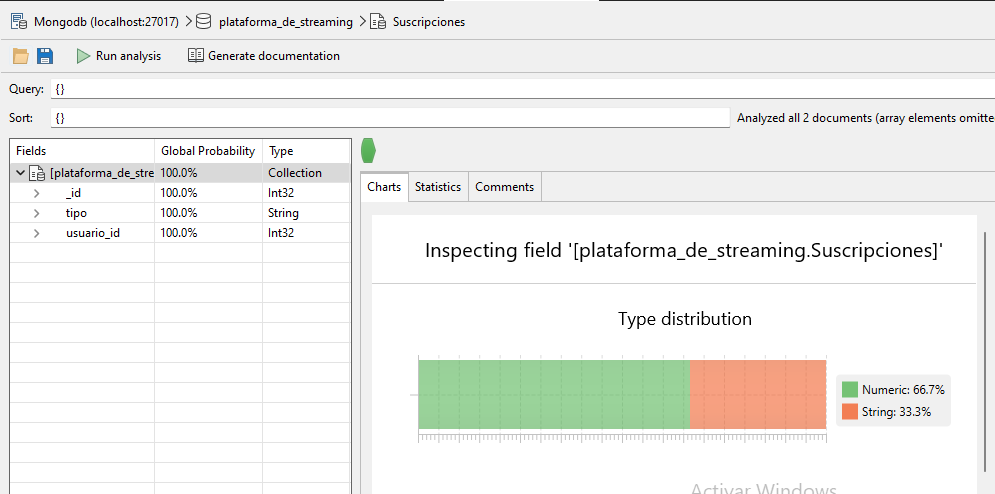 Mongodb (localhost:27017) plataforma_de_streaming Suscripciones
Run analysis Generate documentation
Query: {}
Sort: {} Analyzed all 2 documents (array elements omitte
Fields Global Probability Type
[plataforma_de_stre 100.0% Collection
_id 100.0% Int32
tipo 100.0% String
usuario_id 100.0% Int32
Charts Statistics Comments
Inspecting field '[plataforma_de_streaming.Suscripciones]'
Type distribution
Numeric: 66.7%
String: 33.3%
Activar Windows